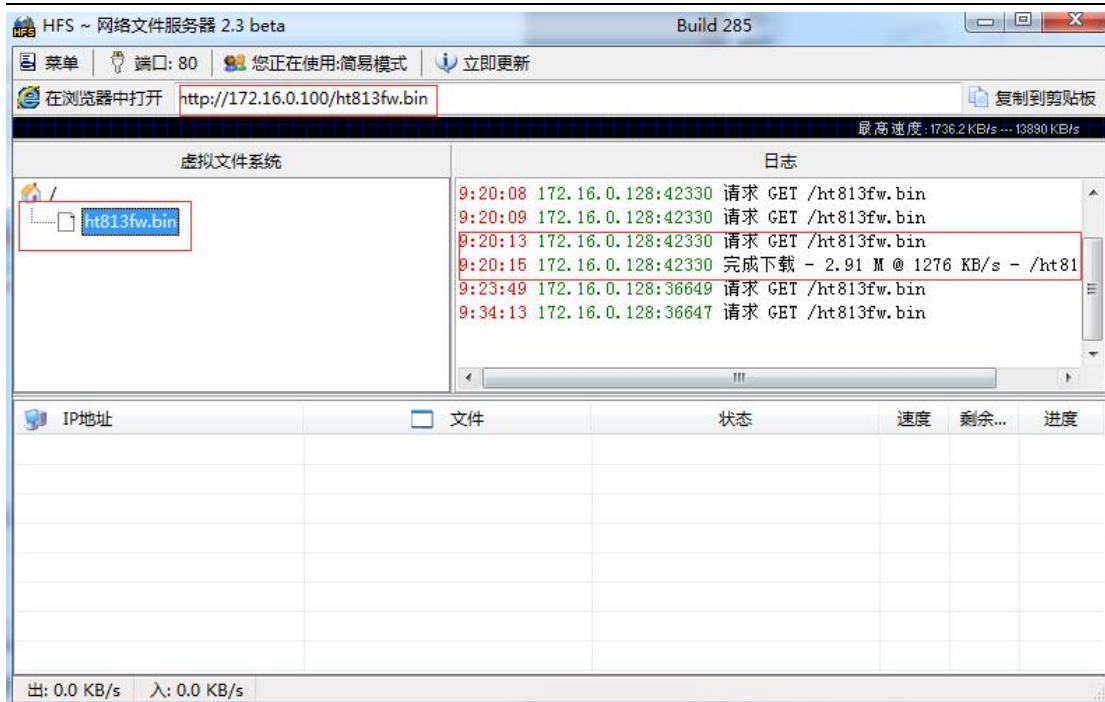 HFS ~ 网络文件服务器 2.3 beta Build 285
菜单 端口: 80 您正在使用:简易模式 立即更新
在浏览器中打开 http://172.16.0.100/ht813fw.bin 复制到剪贴板
最高速度:1736.2 KB/s --- 13890 KB/s
虚拟文件系统 日志
/
ht813fw.bin
9:20:08 172.16.0.128:42330 请求 GET /ht813fw.bin
9:20:09 172.16.0.128:42330 请求 GET /ht813fw.bin
9:20:13 172.16.0.128:42330 请求 GET /ht813fw.bin
9:20:15 172.16.0.128:42330 完成下载 - 2.91 M @ 1276 KB/s - /ht81
9:23:49 172.16.0.128:36649 请求 GET /ht813fw.bin
9:34:13 172.16.0.128:36647 请求 GET /ht813fw.bin
IP地址 文件 状态 速度 剩余... 进度
出: 0.0 KB/s 入: 0.0 KB/s